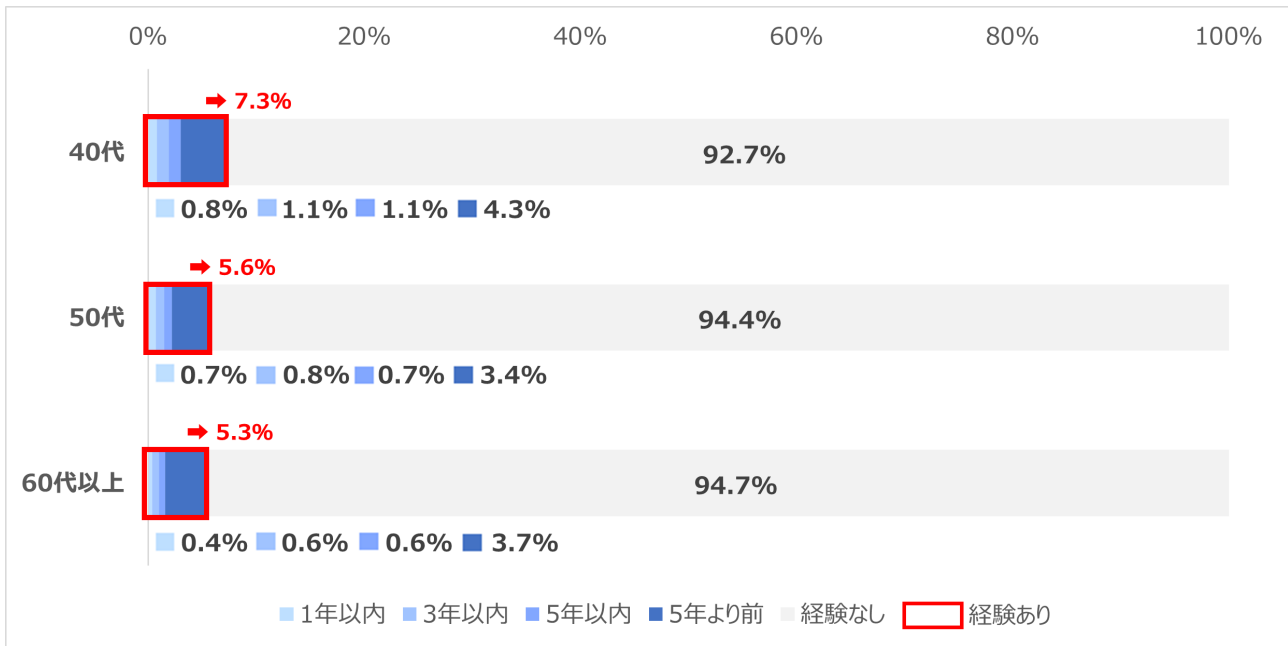 0% 20% 40% 60% 80% 100%
7.3%
40代 92.7%
0.8% 1.1% 1.1% 4.3%
5.6%
50代 94.4%
0.7% 0.8% 0.7% 3.4%
5.3%
60代以上 94.7%
0.4% 0.6% 0.6% 3.7%
1年以内 3年以内 5年以内 5年より前 経験なし 経験あり